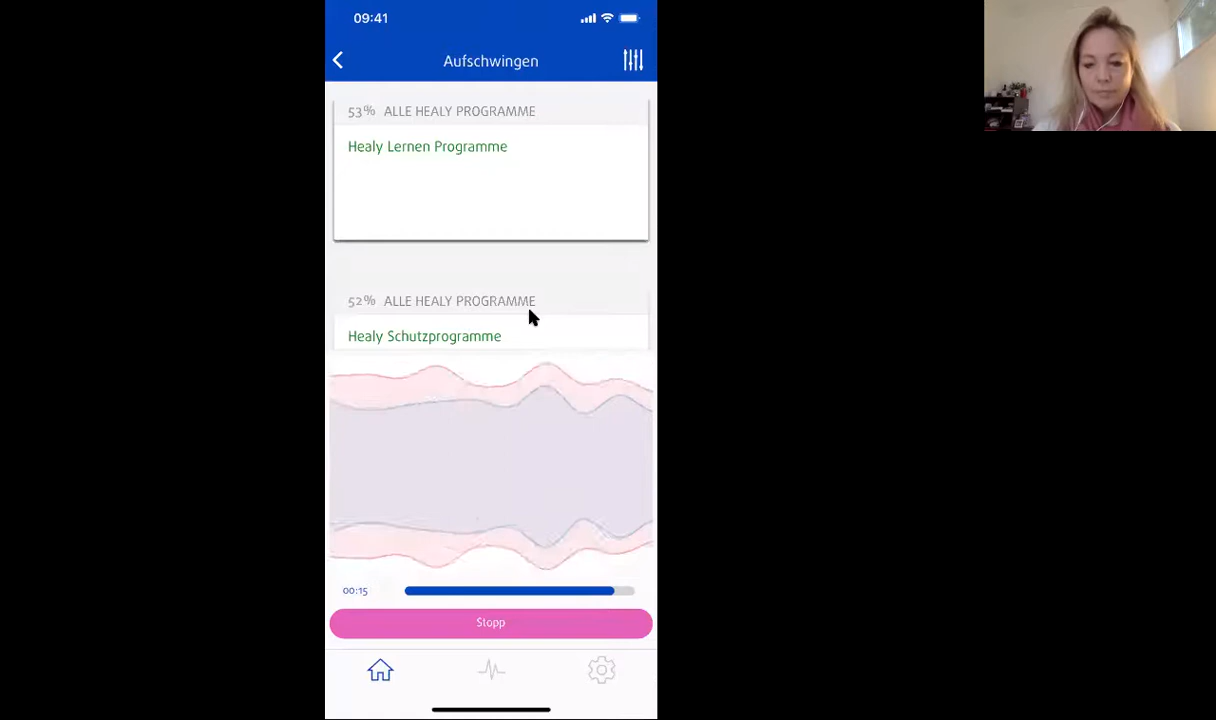 09:41
Aufschwingen
53% ALLE HEALY PROGRAMME
Healy Lernen Programme
52% ALLE HEALY PROGRAMME
Healy Schutzprogramme
00:15
Stopp